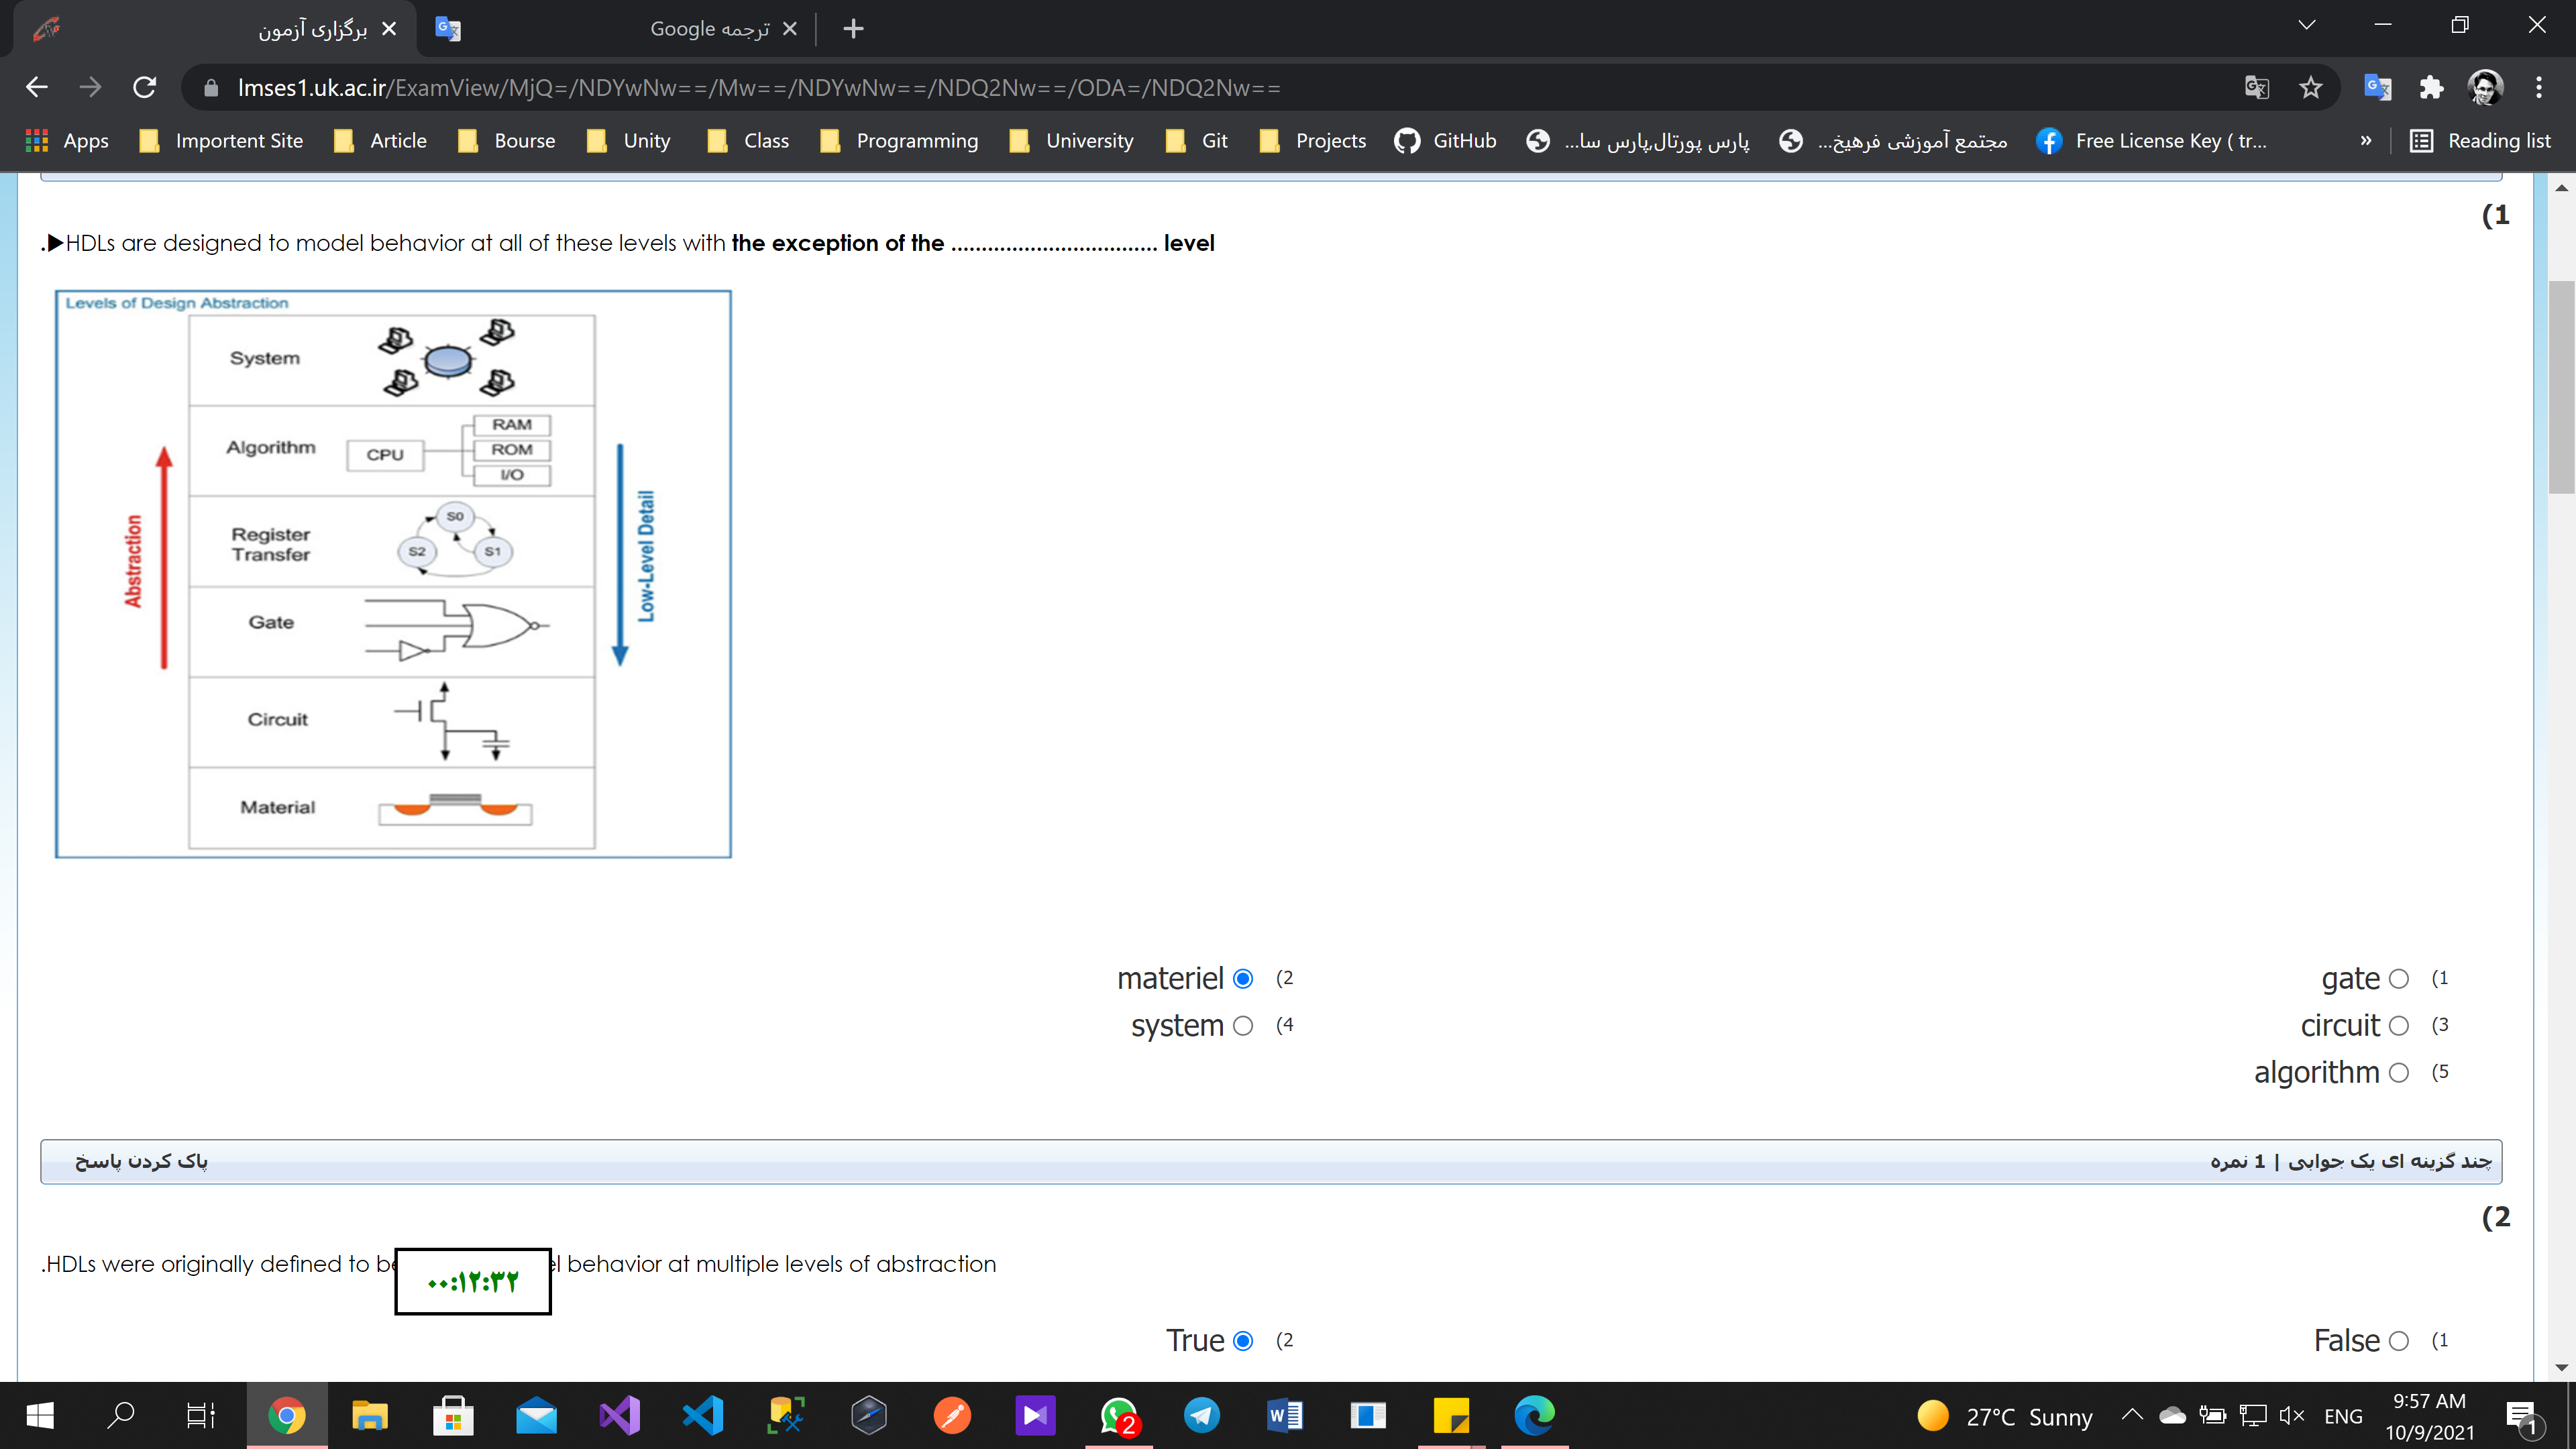 برگزاری آزمون
ترجمه Google
lmses1.uk.ac.ir/ExamView/MjQ=/NDYwNw==/Mw==/NDYwNw==/NDQ2Nw==/ODA=/NDQ2Nw==
Apps Importent Site Article Bourse Unity Class Programming University Git Projects GitHub پارس پورتال,پارس سا... مجتمع آموزشی فرهیخ... Free License Key ( tr... » Reading list
(1
.▶HDLs are designed to model behavior at all of these levels with the exception of the .................................. level
Levels of Design Abstraction
System
Algorithm
CPU
RAM
ROM
I/O
Register
Transfer
S0
S2
S1
Gate
Circuit
Material
Abstraction
Low-Level Detail
gate (1
materiel (2
circuit (3
system (4
algorithm (5
چند گزینه ای یک جوابی | 1 نمره
پاک کردن پاسخ
(2
.HDLs were originally defined to be behavior at multiple levels of abstraction
۰۰:۱۲:۳۲
False (1
True (2
2
27°C Sunny
ENG
9:57 AM
10/9/2021
1